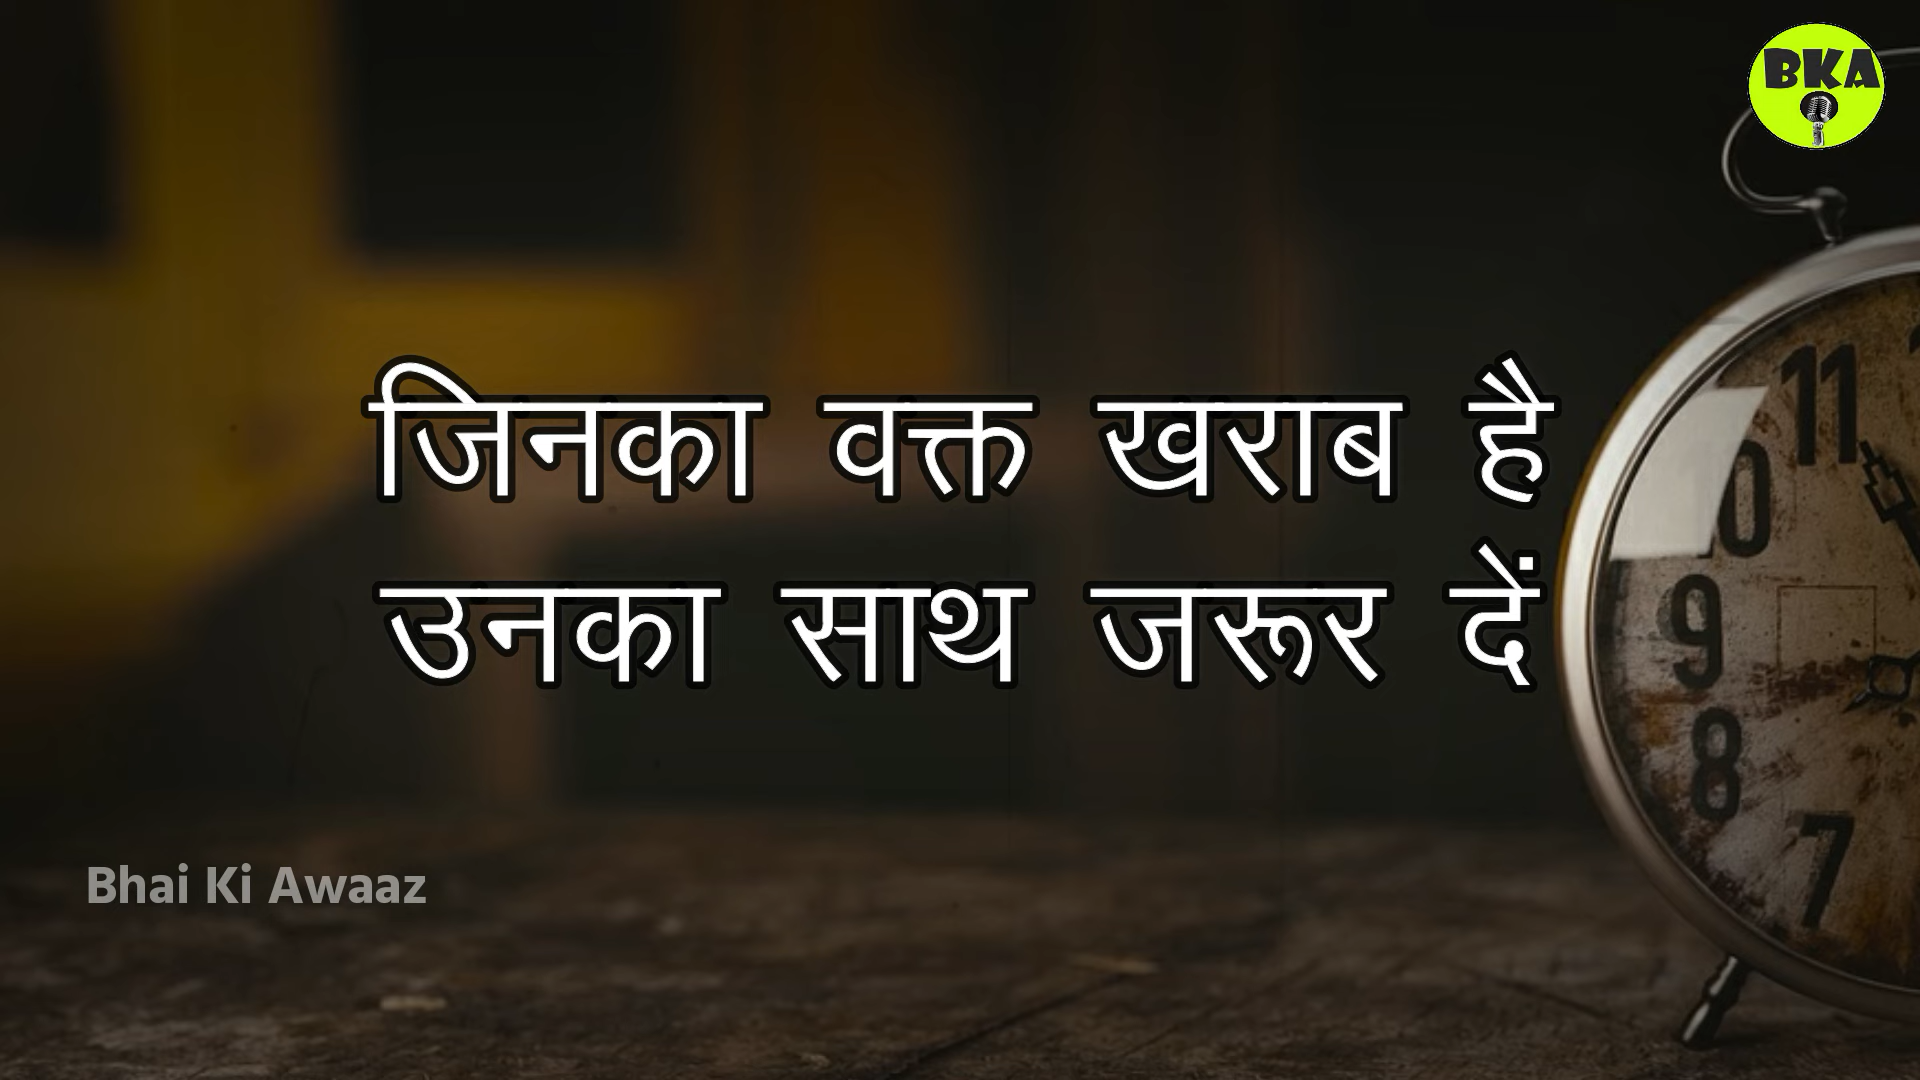 BKA
जिनका वक्त खराब है
उनका साथ जरूर दें
11
10
9
8
7
Bhai Ki Awaaz